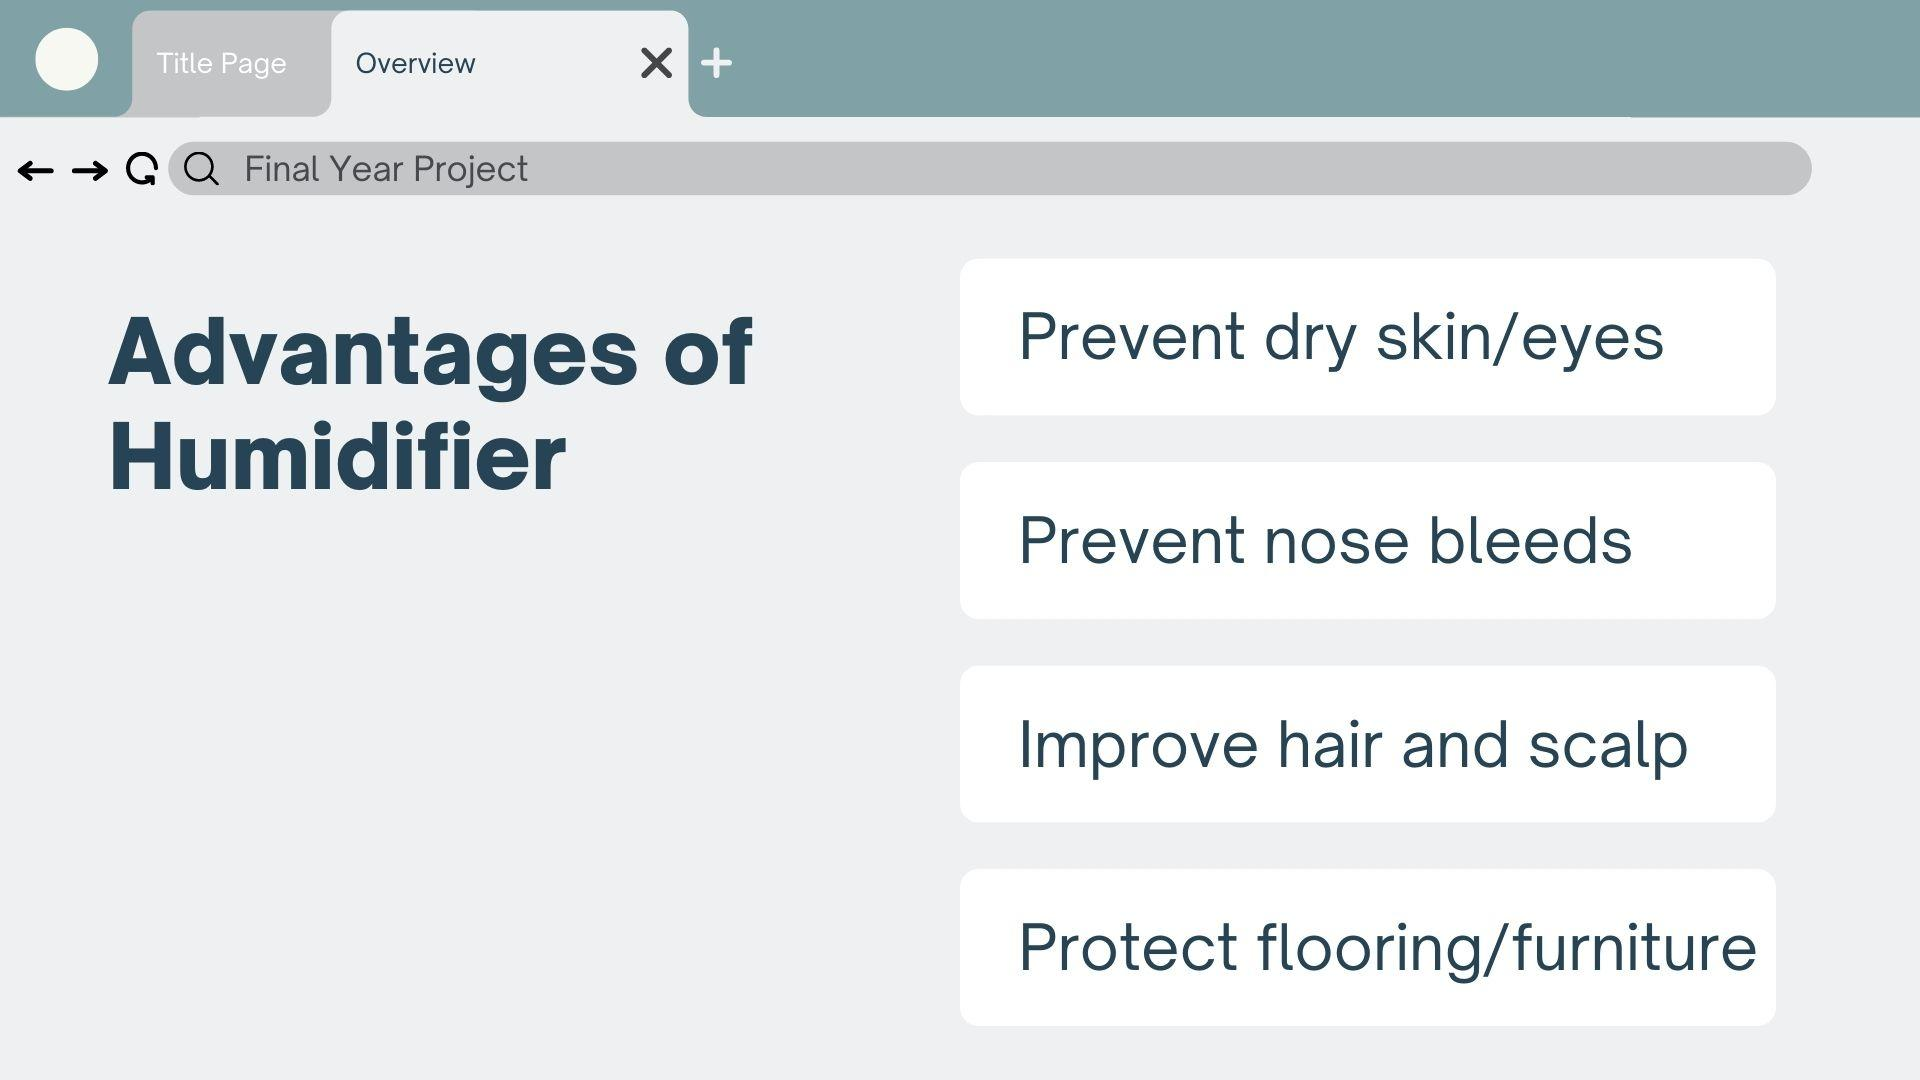 Title Page
Overview
Final Year Project
Advantages of
Humidifier
Prevent dry skin/eyes
Prevent nose bleeds
Improve hair and scalp
Protect flooring/furniture